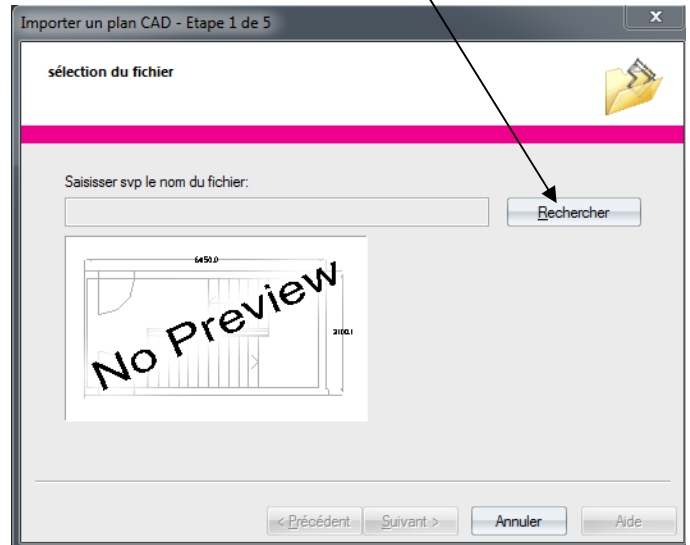 Importer un plan CAD - Etape 1 de 5
x
sélection du fichier
Saisisser svp le nom du fichier:
Rechercher
6450.0
No Preview
3100.1
< Précédent
Suivant >
Annuler
Aide